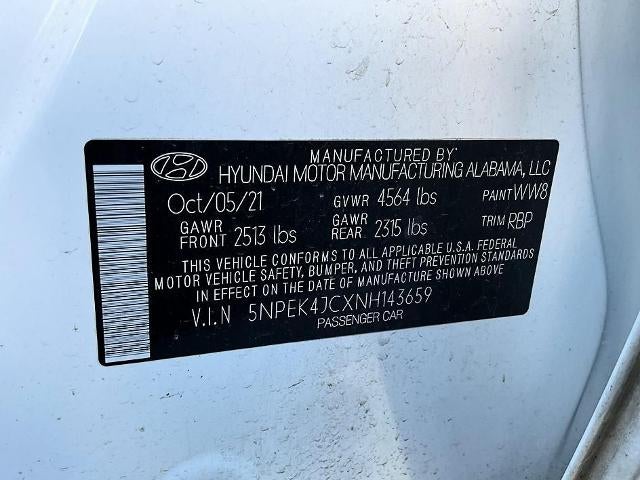 MANUFACTURED BY
HYUNDAI MOTOR MANUFACTURING ALABAMA, LLC
Oct/05/21 GVWR 4564 lbs PAINT WW8
GAWR FRONT 2513 lbs GAWR REAR 2315 lbs TRIM RBP
THIS VEHICLE CONFORMS TO ALL APPLICABLE U.S.A. FEDERAL
MOTOR VEHICLE SAFETY, BUMPER, AND THEFT PREVENTION STANDARDS
IN EFFECT ON THE DATE OF MANUFACTURE SHOWN ABOVE
V.I.N 5NPEK4JCXNH143659
PASSENGER CAR